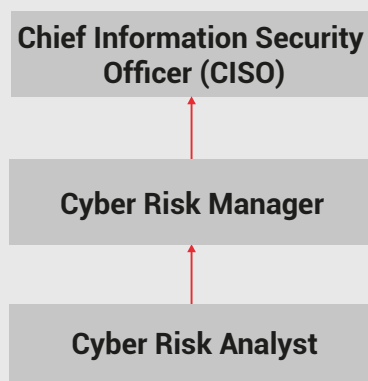 Chief Information Security
Officer (CISO)
Cyber Risk Manager
Cyber Risk Analyst